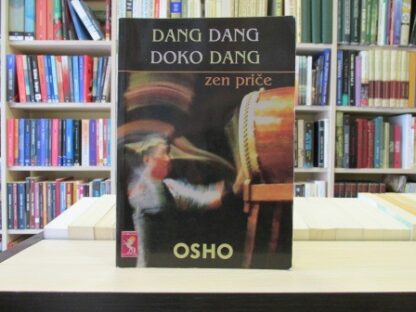 DANG DANG
DOKO DANG
zen priče
OSHO